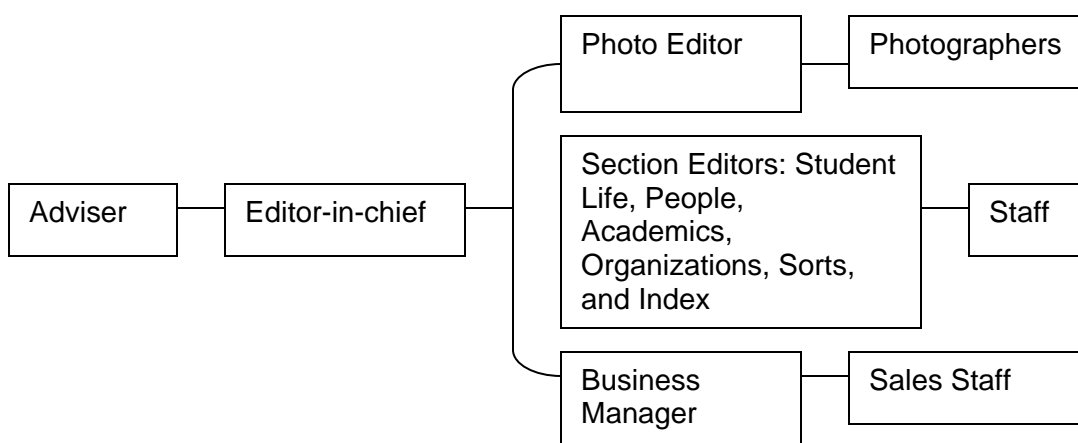 Photo Editor
Photographers
Adviser
Editor-in-chief
Section Editors: Student
Life, People,
Academics,
Organizations, Sorts,
and Index
Staff
Business
Manager
Sales Staff